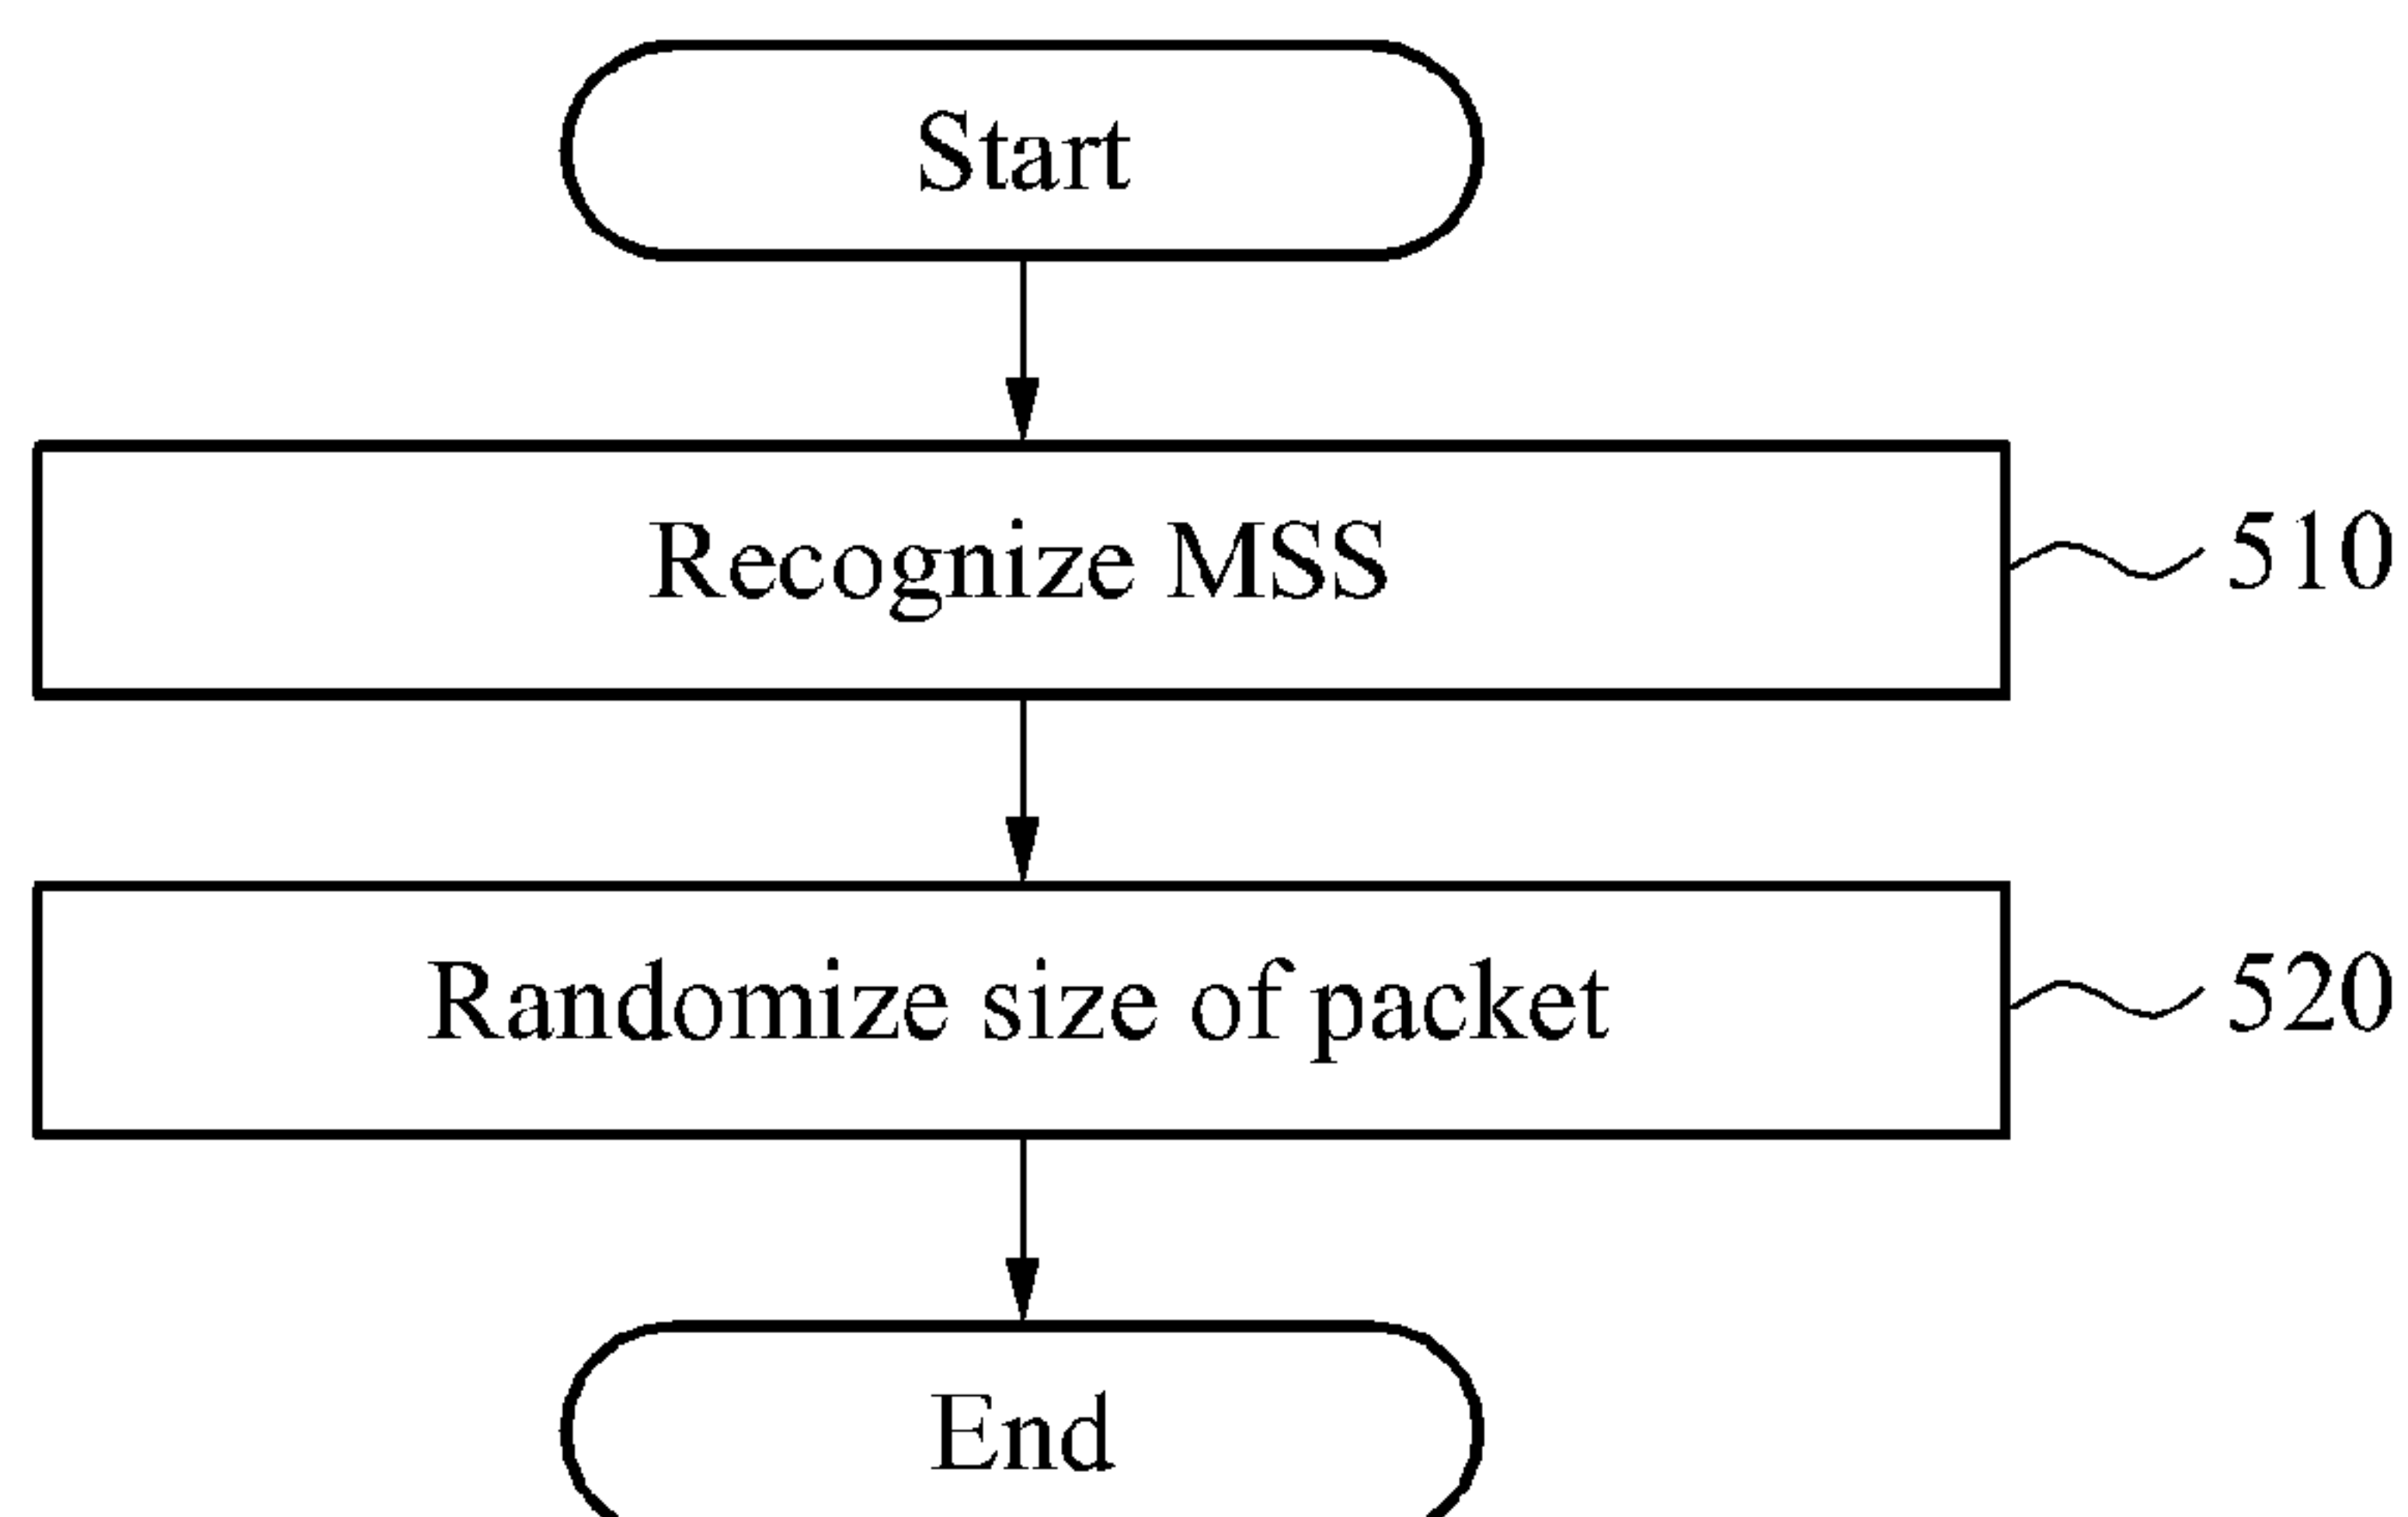 Start
Recognize MSS
510
Randomize size of packet
520
End